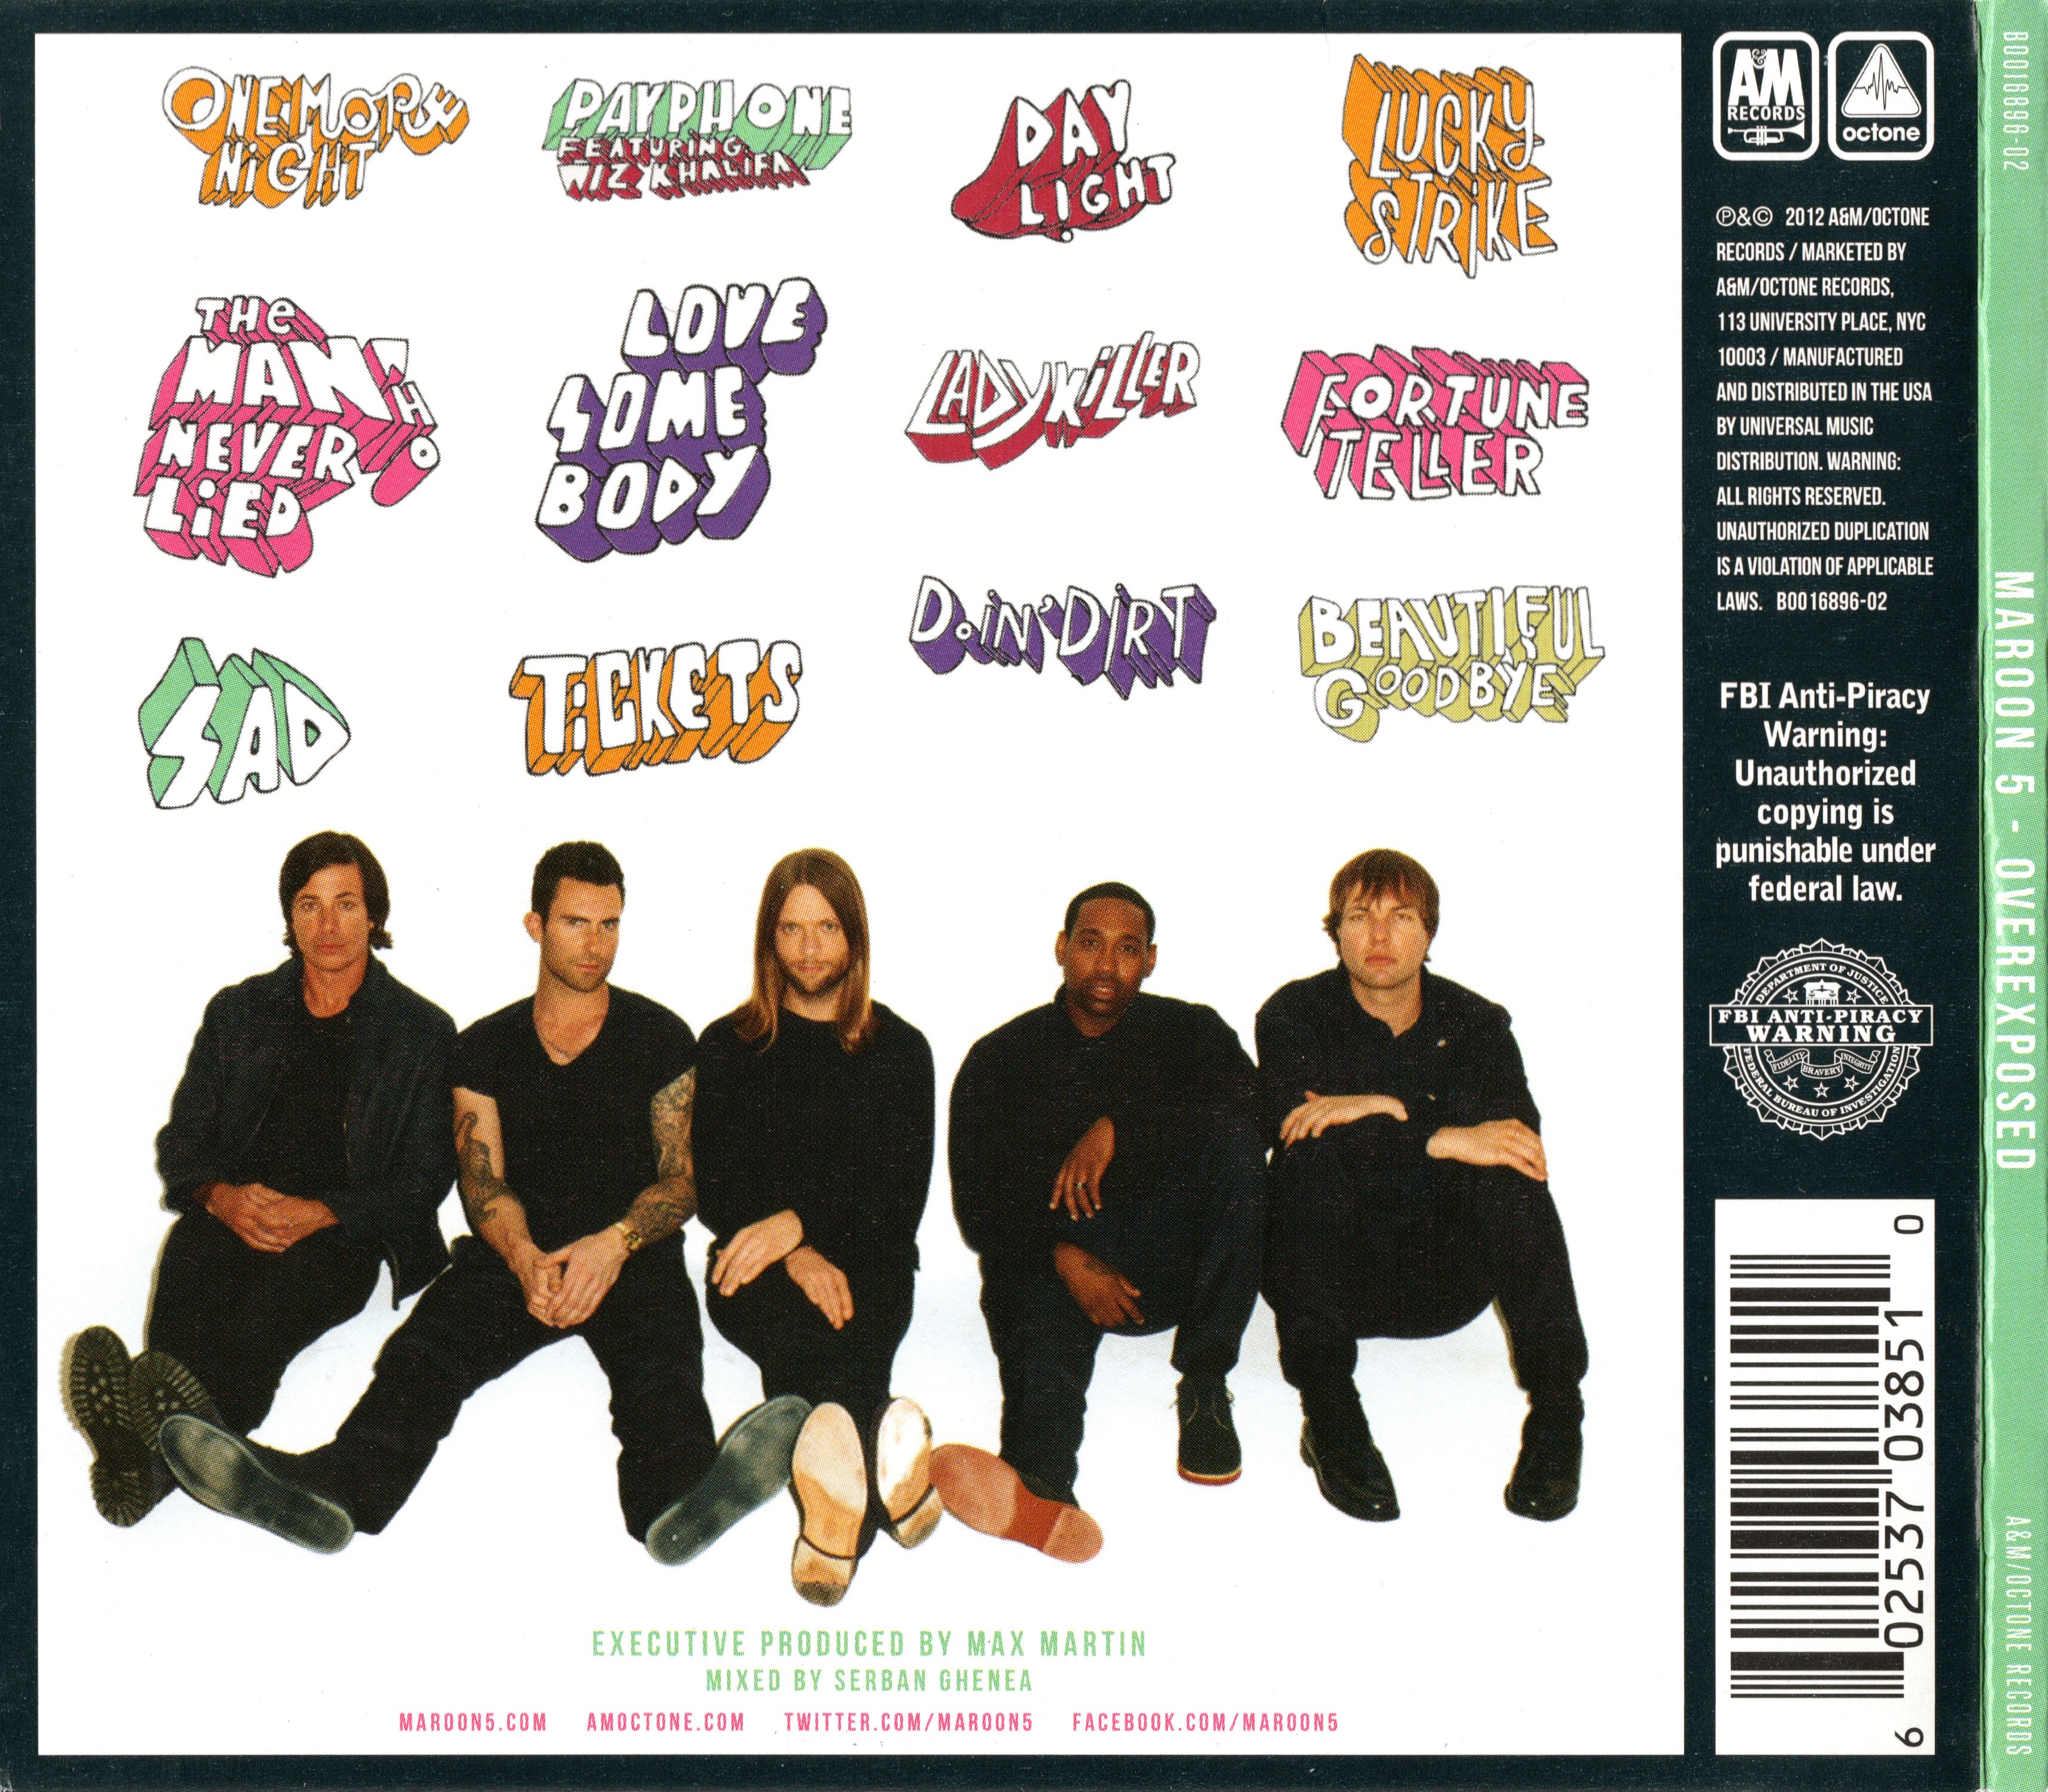 ONE MORE
NIGHT
PAYPHONE
FEATURING
WIZ KHALIFA
DAY
LIGHT
LUCKY
STRIKE
THE
MAN WHO
NEVER
LIED
LOVE
SOME
BODY
LADYKILLER
FORTUNE
TELLER
SAD
TICKETS
DOIN' DIRT
BEAUTIFUL
GOODBYE
EXECUTIVE PRODUCED BY MAX MARTIN
MIXED BY SERBAN GHENEA
MAROON5.COM AMOCTONE.COM TWITTER.COM/MAROON5 FACEBOOK.COM/MAROON5
A&M
RECORDS
octone
℗&© 2012 A&M/OCTONE
RECORDS / MARKETED BY
A&M/OCTONE RECORDS,
113 UNIVERSITY PLACE, NYC
10003 / MANUFACTURED
AND DISTRIBUTED IN THE USA
BY UNIVERSAL MUSIC
DISTRIBUTION. WARNING:
ALL RIGHTS RESERVED.
UNAUTHORIZED DUPLICATION
IS A VIOLATION OF APPLICABLE
LAWS. B0016896-02
FBI Anti-Piracy
Warning:
Unauthorized
copying is
punishable under
federal law.
DEPARTMENT OF JUSTICE
FBI ANTI-PIRACY
WARNING
FIDELITY BRAVERY INTEGRITY
FEDERAL BUREAU OF INVESTIGATION
6 02537 03851 0
B0016896-02
MAROON 5 - OVEREXPOSED
A&M/OCTONE RECORDS